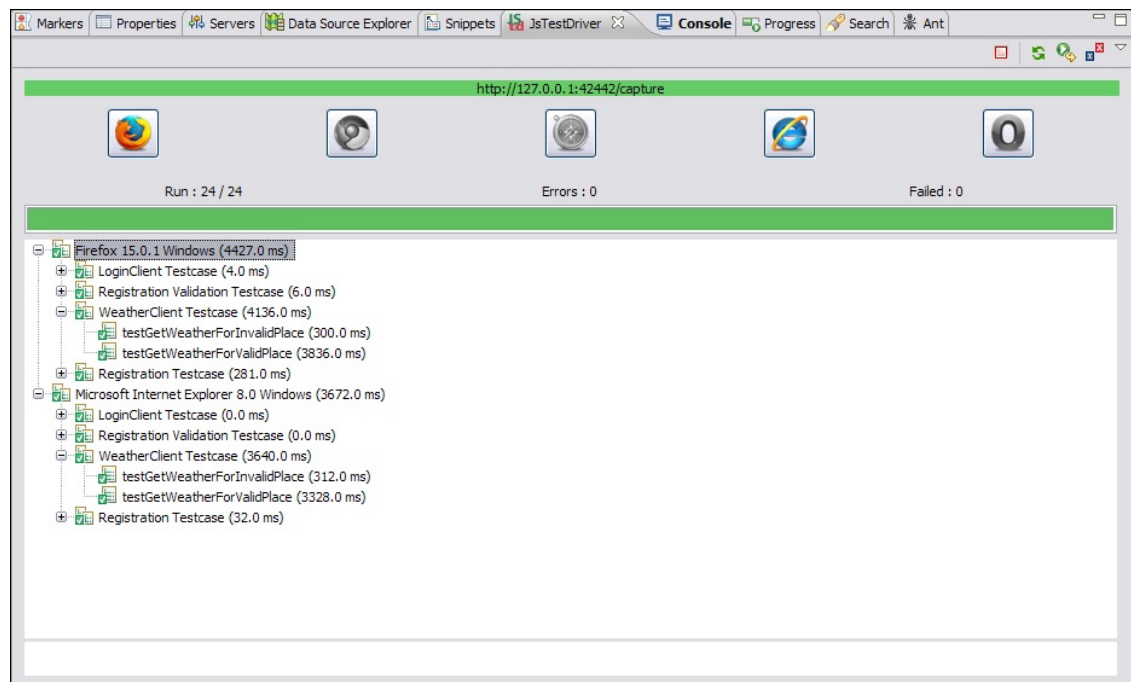 Markers Properties Servers Data Source Explorer Snippets JsTestDriver Console Progress Search Ant
http://127.0.0.1:42442/capture
Run : 24 / 24 Errors : 0 Failed : 0
Firefox 15.0.1 Windows (4427.0 ms)
LoginClient Testcase (4.0 ms)
Registration Validation Testcase (6.0 ms)
WeatherClient Testcase (4136.0 ms)
testGetWeatherForInvalidPlace (300.0 ms)
testGetWeatherForValidPlace (3836.0 ms)
Registration Testcase (281.0 ms)
Microsoft Internet Explorer 8.0 Windows (3672.0 ms)
LoginClient Testcase (0.0 ms)
Registration Validation Testcase (0.0 ms)
WeatherClient Testcase (3640.0 ms)
testGetWeatherForInvalidPlace (312.0 ms)
testGetWeatherForValidPlace (3328.0 ms)
Registration Testcase (32.0 ms)